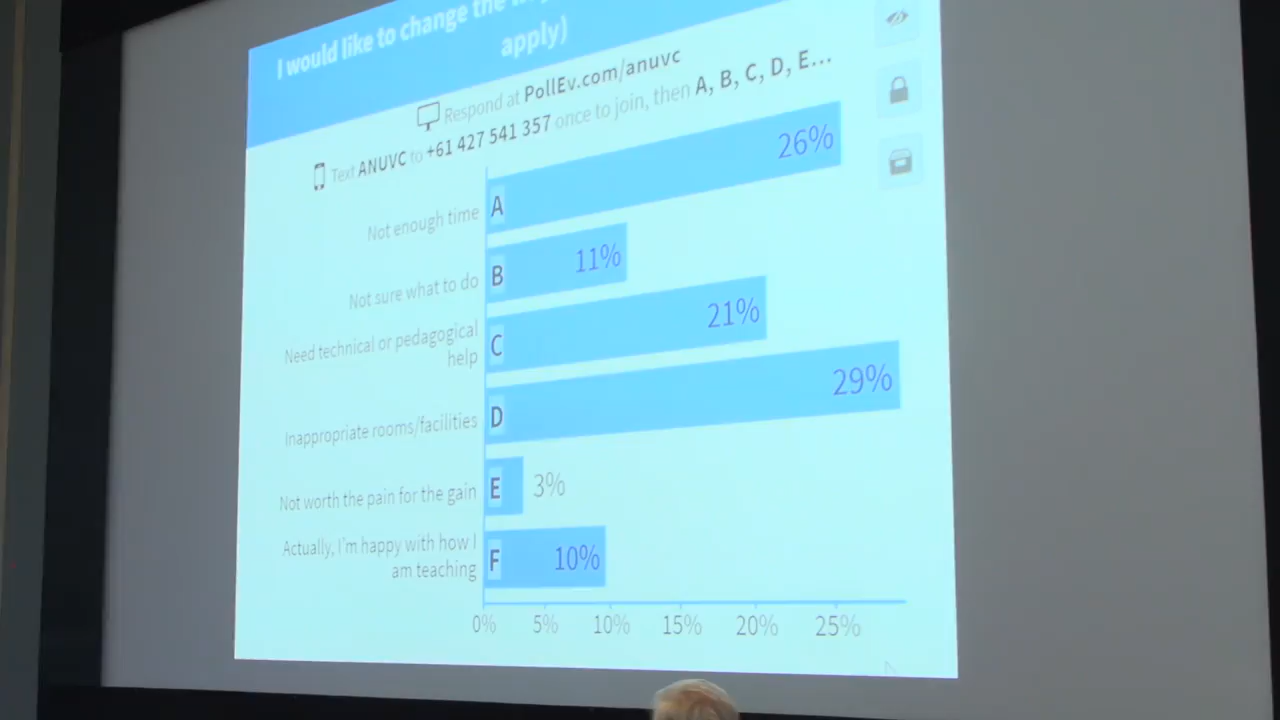 I would like to change the
apply)
Respond at PollEv.com/anuvc
Text ANUVC to +61 427 541 357 once to join, then A, B, C, D, E...
Not enough time A 26%
Not sure what to do B 11%
Need technical or pedagogical
help C 21%
Inappropriate rooms/facilities D 29%
Not worth the pain for the gain E 3%
Actually, I'm happy with how I
am teaching F 10%
0% 5% 10% 15% 20% 25%